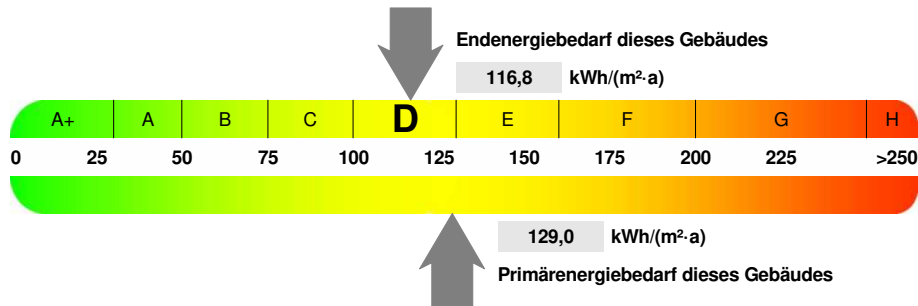 Endenergiebedarf dieses Gebäudes
116,8 kWh/(m²·a)
A+ A B C D E F G H
0 25 50 75 100 125 150 175 200 225 >250
129,0 kWh/(m²·a)
Primärenergiebedarf dieses Gebäudes